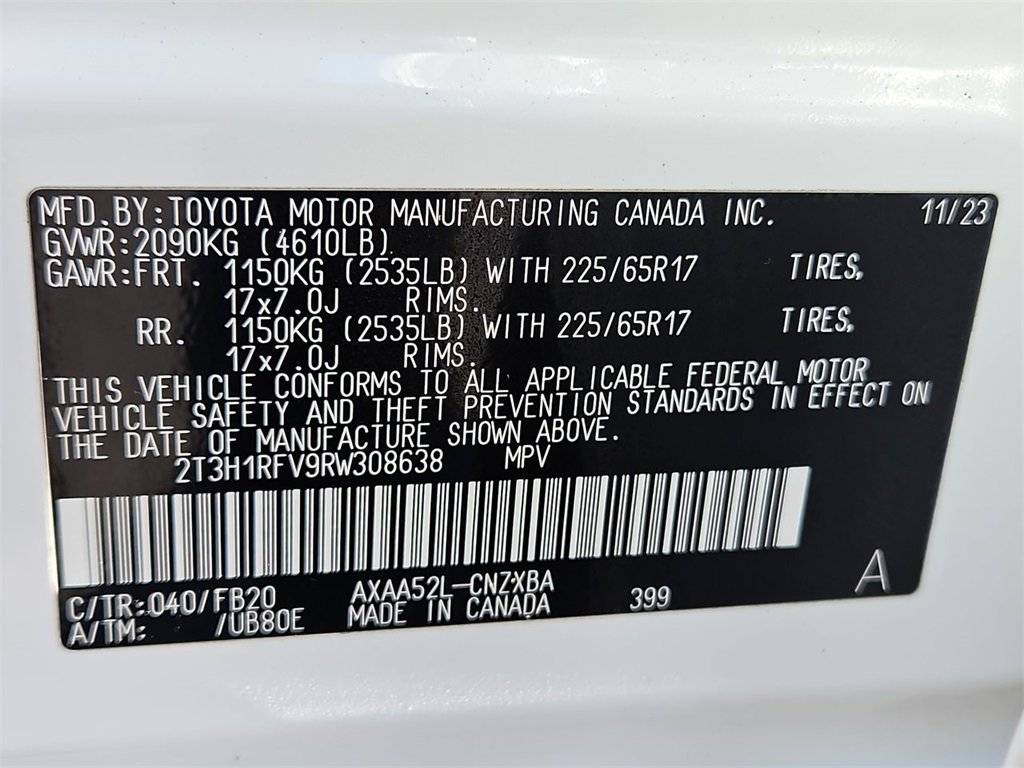 MFD.BY:TOYOTA MOTOR MANUFACTURING CANADA INC. 11/23
GVWR:2090KG (4610LB)
GAWR:FRT. 1150KG (2535LB) WITH 225/65R17 TIRES,
17x7.0J RIMS.
RR. 1150KG (2535LB) WITH 225/65R17 TIRES,
17x7.0J RIMS.
THIS VEHICLE CONFORMS TO ALL APPLICABLE FEDERAL MOTOR
VEHICLE SAFETY AND THEFT PREVENTION STANDARDS IN EFFECT ON
THE DATE OF MANUFACTURE SHOWN ABOVE.
2T3H1RFV9RW308638 MPV
C/TR:040/FB20 AXAA52L-CNZXBA 399 A
A/TM: /UB80E MADE IN CANADA